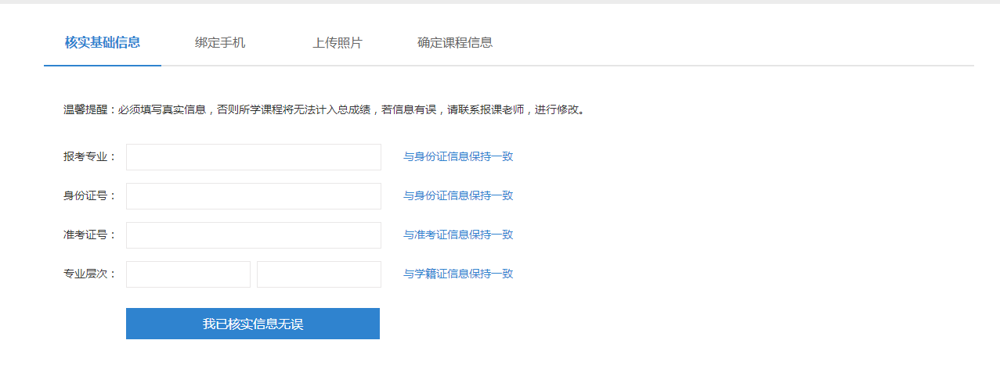 核实基础信息 绑定手机 上传照片 确定课程信息
温馨提醒：必须填写真实信息，否则所学课程将无法计入总成绩，若信息有误，请联系报课老师，进行修改。
报考专业： 与身份证信息保持一致
身份证号： 与身份证信息保持一致
准考证号： 与准考证信息保持一致
专业层次： 与学籍证信息保持一致
我已核实信息无误